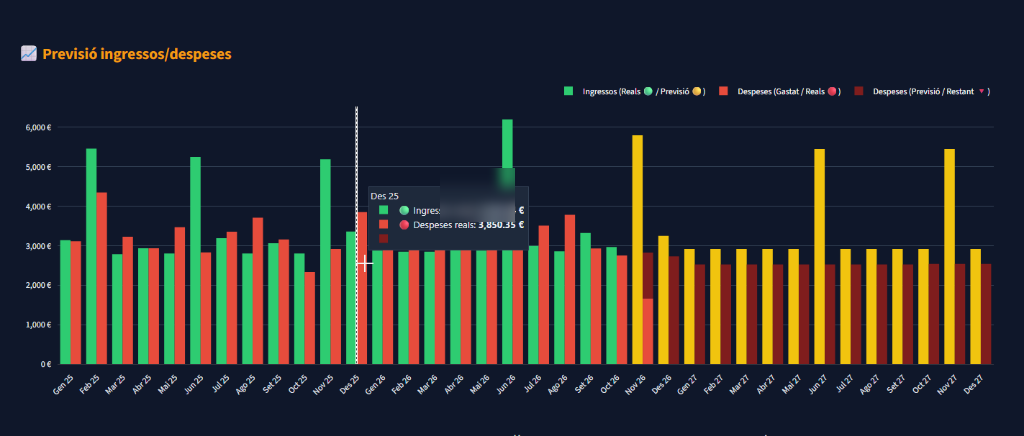 Previsió ingressos/despeses
Ingressos (Reals / Previsió ) Despeses (Gastat / Reals ) Despeses (Previsió / Restant )
6,000 €
5,000 €
4,000 €
3,000 €
2,000 €
1,000 €
0 €
Des 25
€
Despeses reals: 3,850.35 €
Gen 25 Feb 25 Mar 25 Abr 25 Mai 25 Jun 25 Jul 25 Ago 25 Set 25 Oct 25 Nov 25 Des 25 Gen 26 Feb 26 Mar 26 Abr 26 Mai 26 Jun 26 Jul 26 Ago 26 Set 26 Oct 26 Nov 26 Des 26 Gen 27 Feb 27 Mar 27 Abr 27 Mai 27 Jun 27 Jul 27 Ago 27 Set 27 Oct 27 Nov 27 Des 27